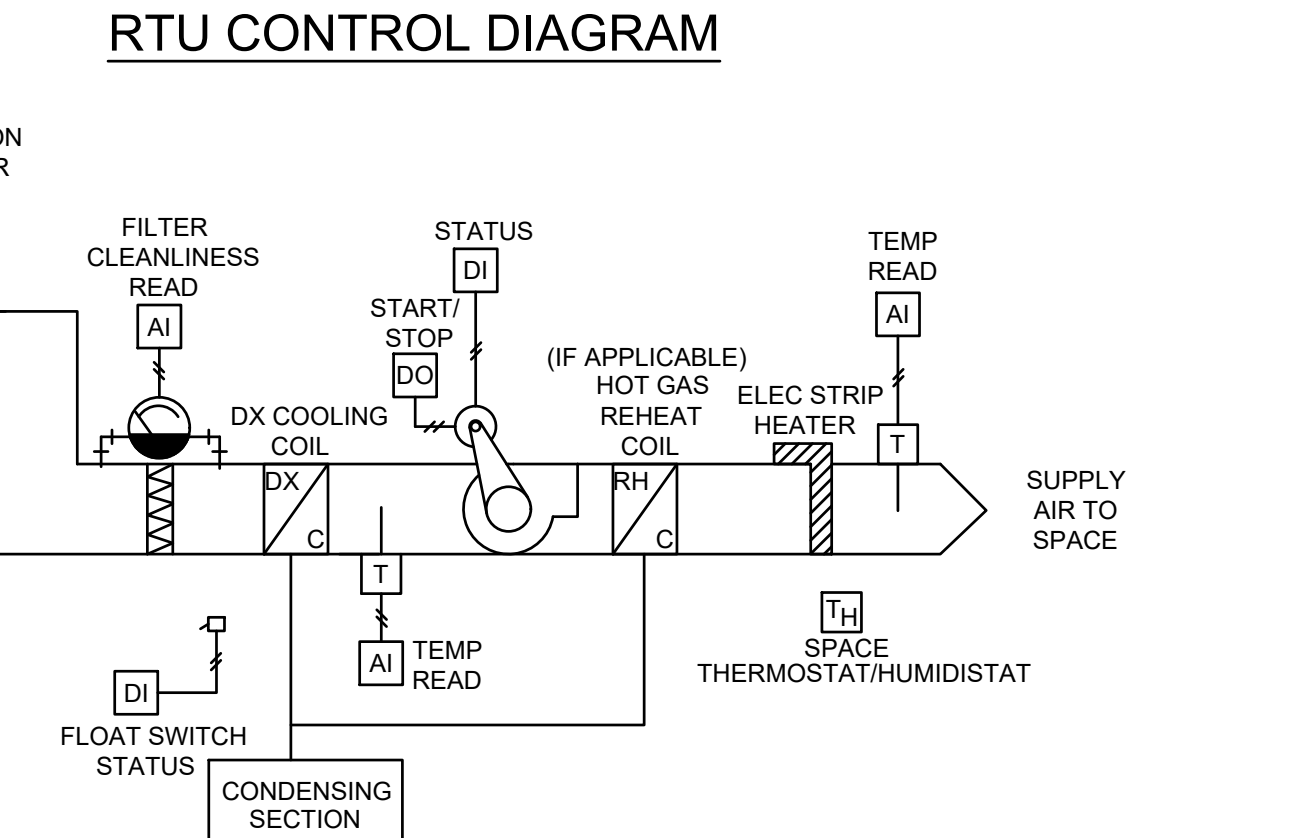 RTU CONTROL DIAGRAM
ON
R
FILTER
CLEANLINESS
READ
AI
STATUS
DI
START/
STOP
DO
TEMP
READ
AI
(IF APPLICABLE)
HOT GAS
REHEAT
COIL
ELEC STRIP
HEATER
DX COOLING
COIL
T
DX
C
RH
C
SUPPLY
AIR TO
SPACE
T
AI
TEMP
READ
TH
SPACE
THERMOSTAT/HUMIDISTAT
DI
FLOAT SWITCH
STATUS
CONDENSING
SECTION